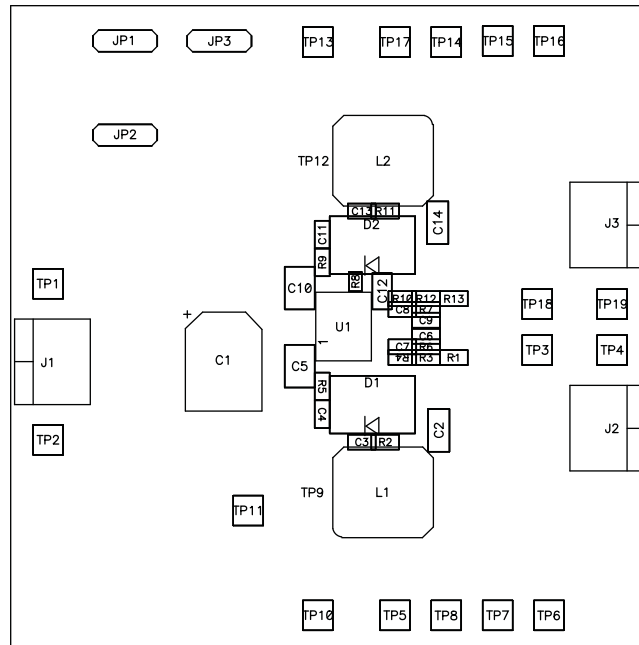 JP1 JP3
TP13 TP17 TP14 TP15 TP16
JP2
TP12 L2
C13 R11
C14
D2
C11
J3
R9
R8
TP1
C10
C12
R10 R12 R13
TP18 TP19
C8 R7
C9
+
U1
C6
1
C7 R6
R4 R3 R1
TP3 TP4
J1
C1
C5
R5
D1
C4
C2
J2
TP2
C3 R2
TP9 L1
TP11
TP10 TP5 TP8 TP7 TP6